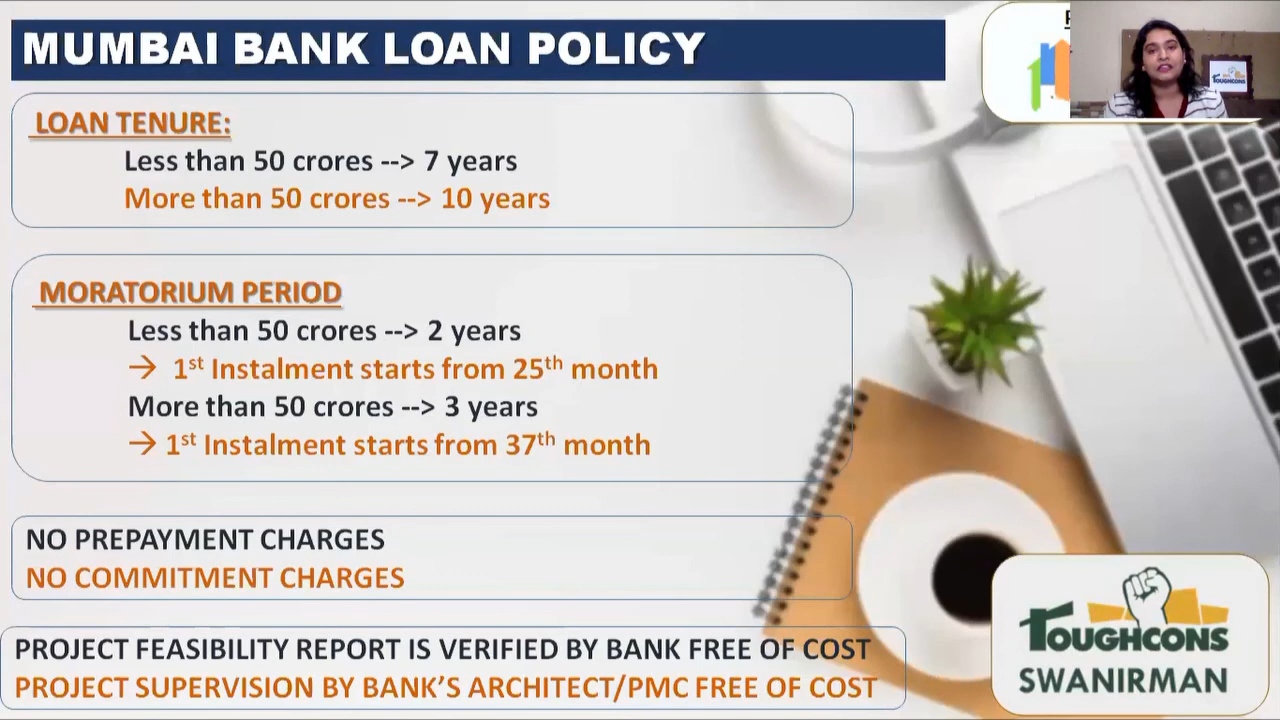 MUMBAI BANK LOAN POLICY
LOAN TENURE:
Less than 50 crores --> 7 years
More than 50 crores --> 10 years
MORATORIUM PERIOD
Less than 50 crores --> 2 years
→ 1st Instalment starts from 25th month
More than 50 crores --> 3 years
→ 1st Instalment starts from 37th month
NO PREPAYMENT CHARGES
NO COMMITMENT CHARGES
PROJECT FEASIBILITY REPORT IS VERIFIED BY BANK FREE OF COST
PROJECT SUPERVISION BY BANK'S ARCHITECT/PMC FREE OF COST
TOUGHCONS
TOUGHCONS
SWANIRMAN